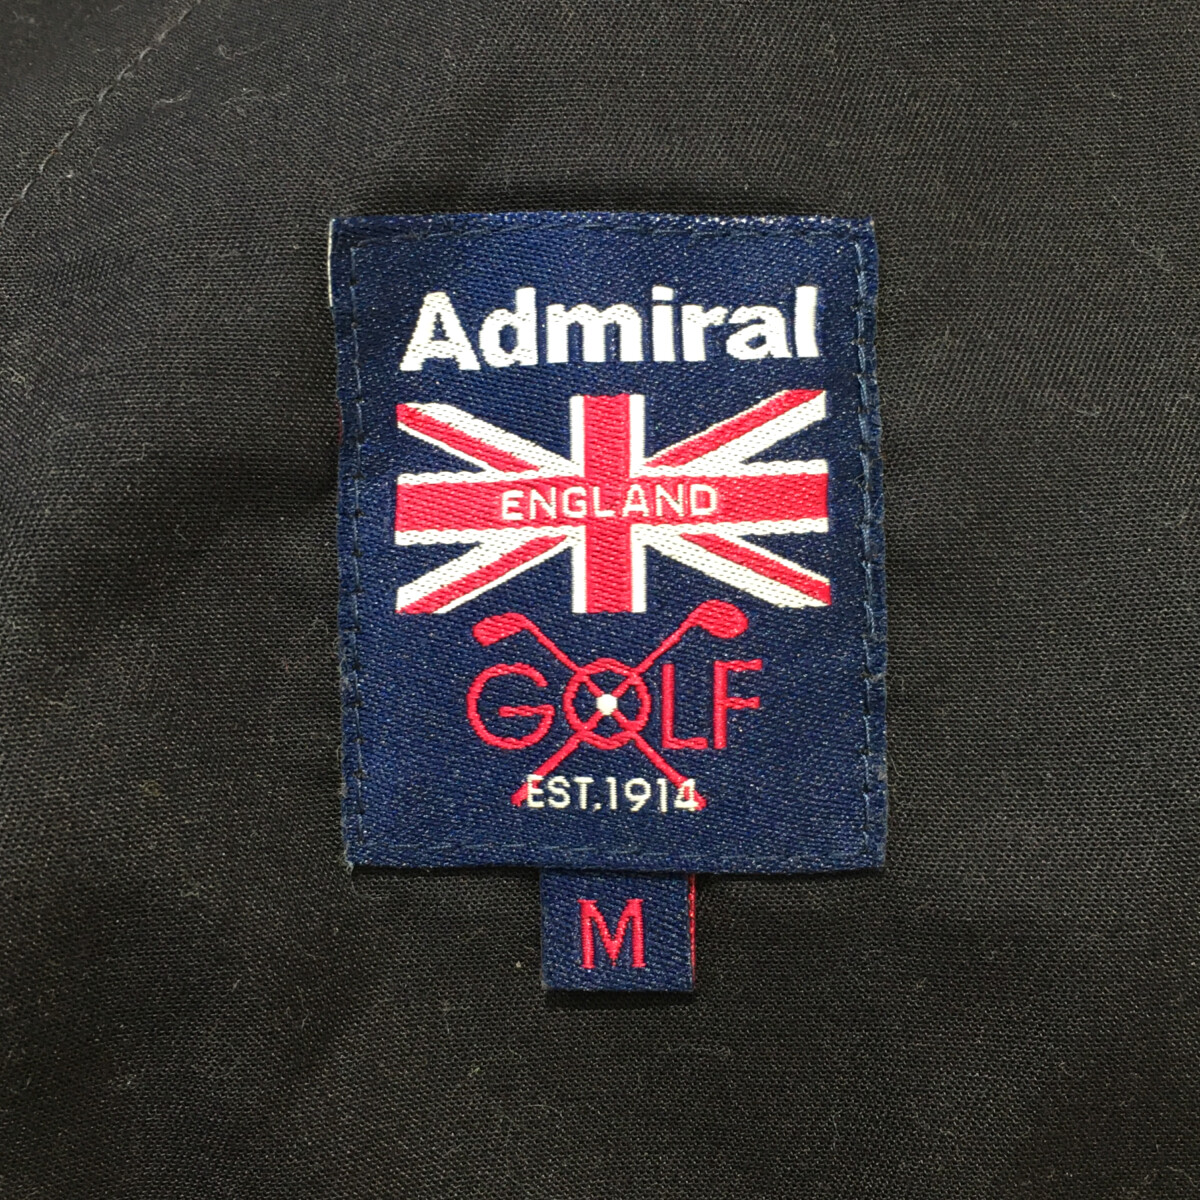 Admiral
ENGLAND
GOLF
EST.1914
M